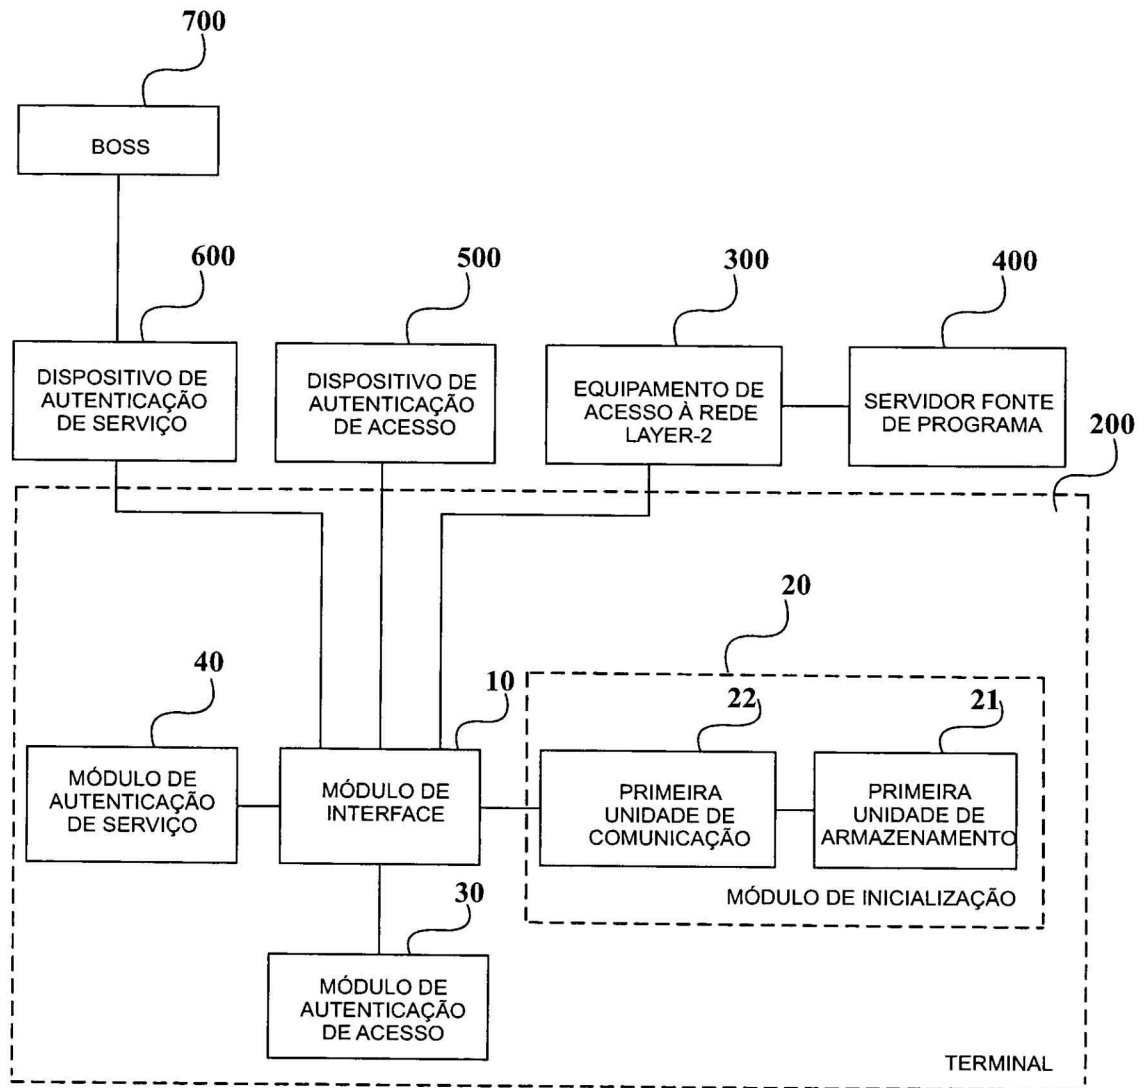 700
BOSS
600
500
300
400
DISPOSITIVO DE
AUTENTICAÇÃO
DE SERVIÇO
DISPOSITIVO DE
AUTENTICAÇÃO
DE ACESSO
EQUIPAMENTO DE
ACESSO À REDE
LAYER-2
SERVIDOR FONTE
DE PROGRAMA
200
20
40
10
22
21
MÓDULO DE
AUTENTICAÇÃO
DE SERVIÇO
MÓDULO DE
INTERFACE
PRIMEIRA
UNIDADE DE
COMUNICAÇÃO
PRIMEIRA
UNIDADE DE
ARMAZENAMENTO
MÓDULO DE INICIALIZAÇÃO
30
MÓDULO DE
AUTENTICAÇÃO
DE ACESSO
TERMINAL